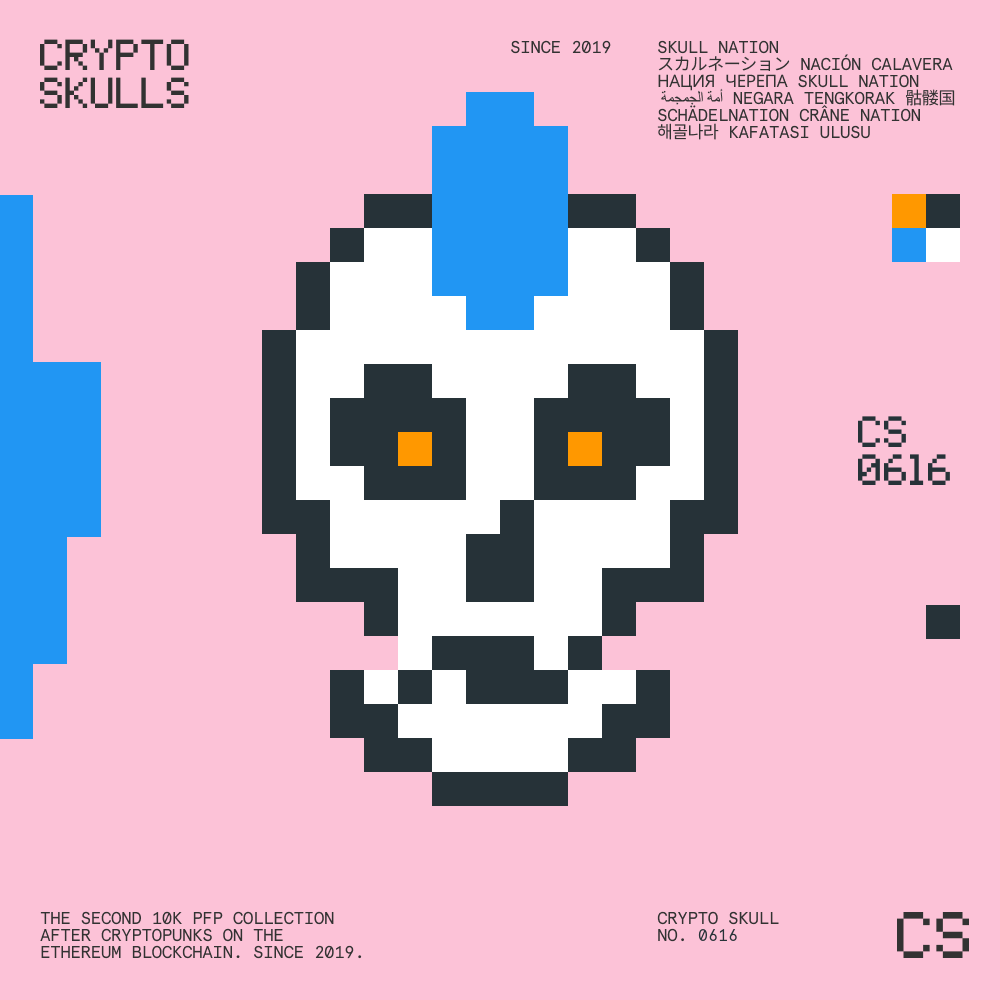 CRYPTO
SKULLS
SINCE 2019
SKULL NATION
スカルネーション NACIÓN CALAVERA
НАЦИЯ ЧЕРЕПА SKULL NATION
أمة الجمجمة NEGARA TENGKORAK 骷髅国
SCHÄDELNATION CRÂNE NATION
해골나라 KAFATASI ULUSU
CS
0616
THE SECOND 10K PFP COLLECTION
AFTER CRYPTOPUNKS ON THE
ETHEREUM BLOCKCHAIN. SINCE 2019.
CRYPTO SKULL
NO. 0616
CS